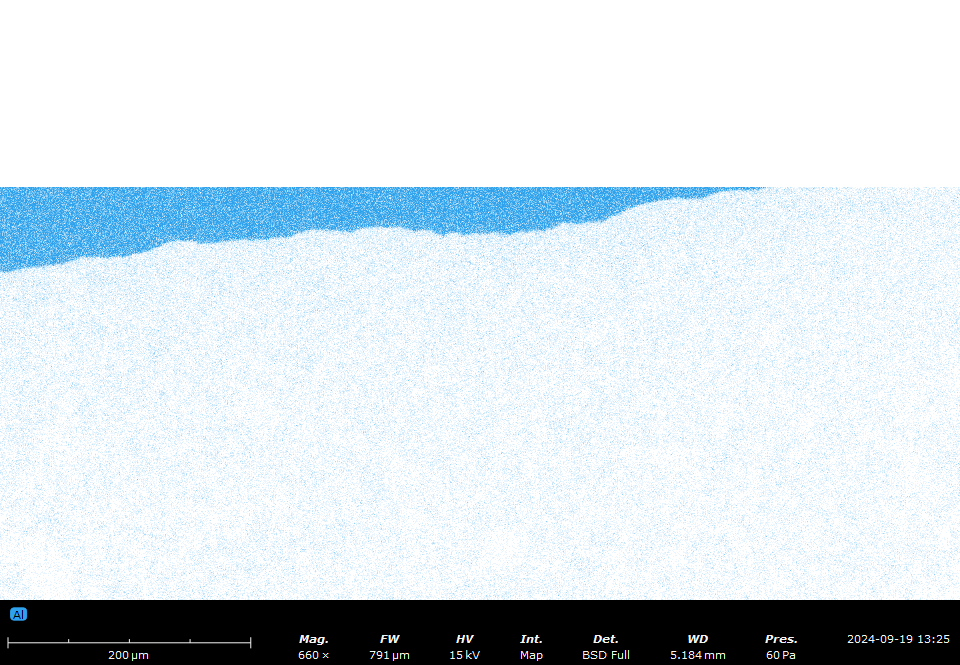 Al
Mag. FW HV Int. Det. WD Pres. 2024-09-19 13:25
200 µm 660 × 791 µm 15 kV Map BSD Full 5.184 mm 60 Pa